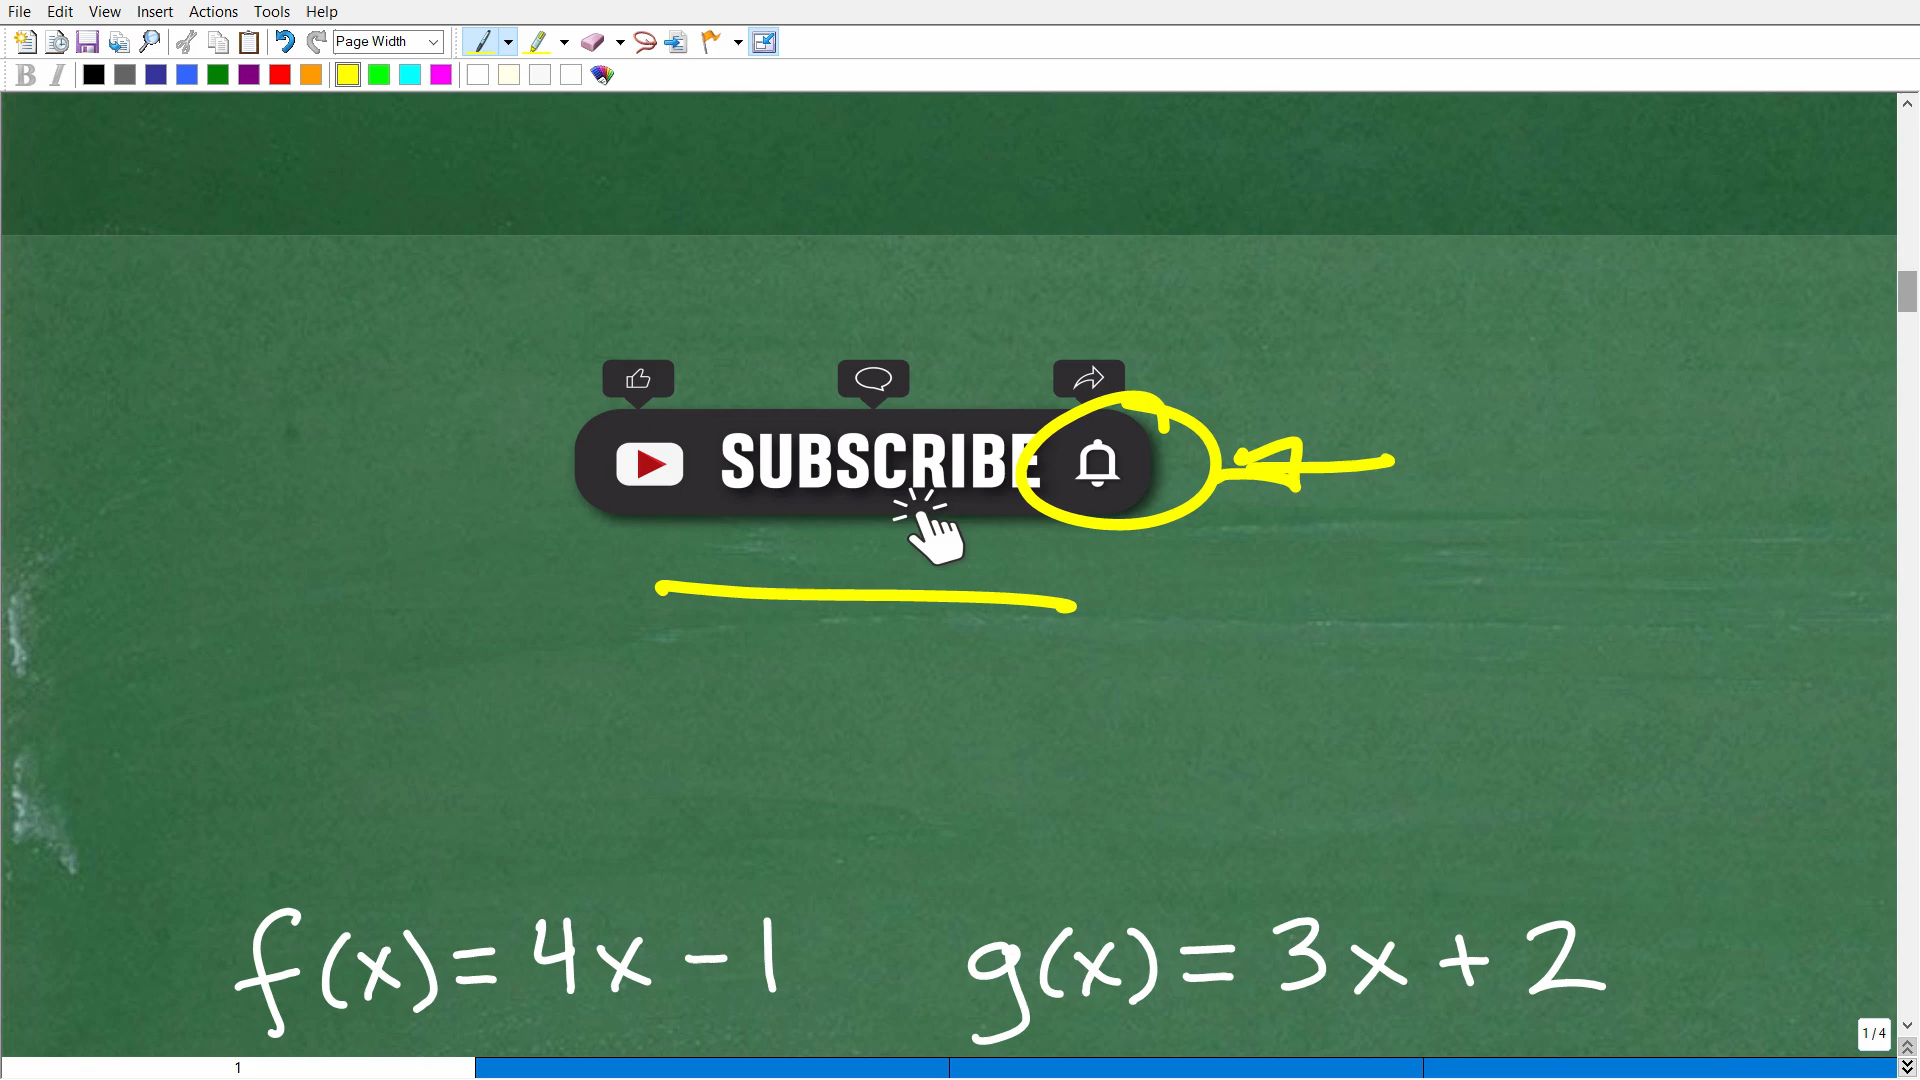 File Edit View Insert Actions Tools Help
Page Width
B I
SUBSCRIBE
f(x)= 4x - 1 g(x) = 3x + 2
1 / 4
1